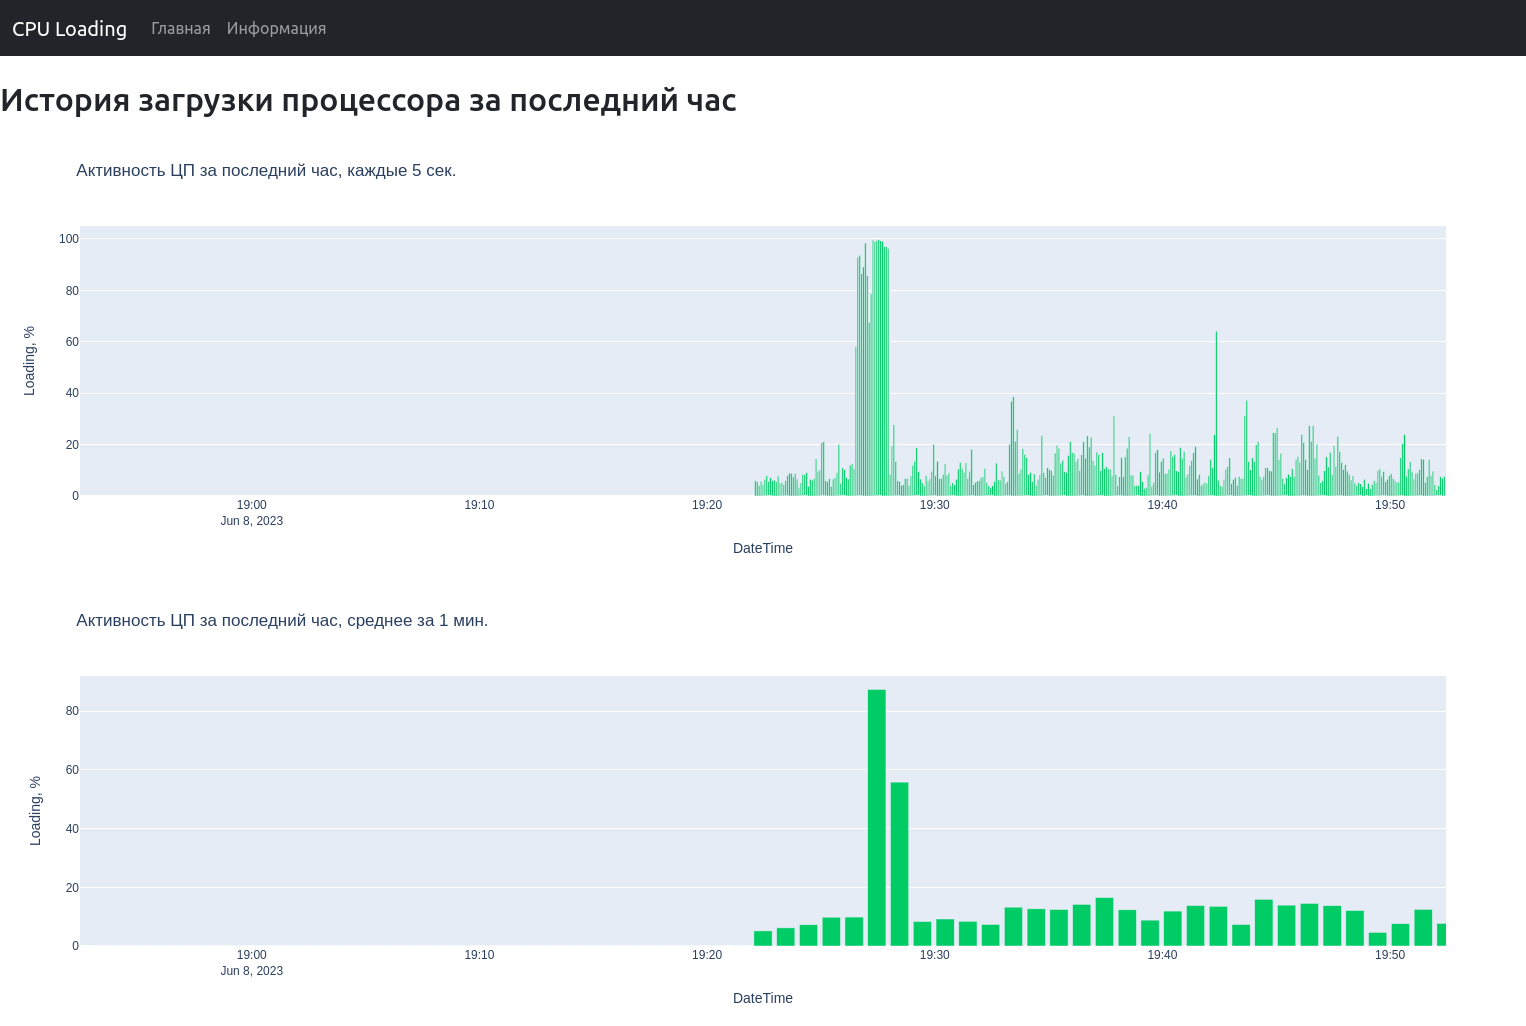 CPU Loading Главная Информация
История загрузки процессора за последний час
Активность ЦП за последний час, каждые 5 сек.
100
80
60
40
20
0
Loading, %
19:00 19:10 19:20 19:30 19:40 19:50
Jun 8, 2023
DateTime
Активность ЦП за последний час, среднее за 1 мин.
80
60
40
20
0
Loading, %
19:00 19:10 19:20 19:30 19:40 19:50
Jun 8, 2023
DateTime